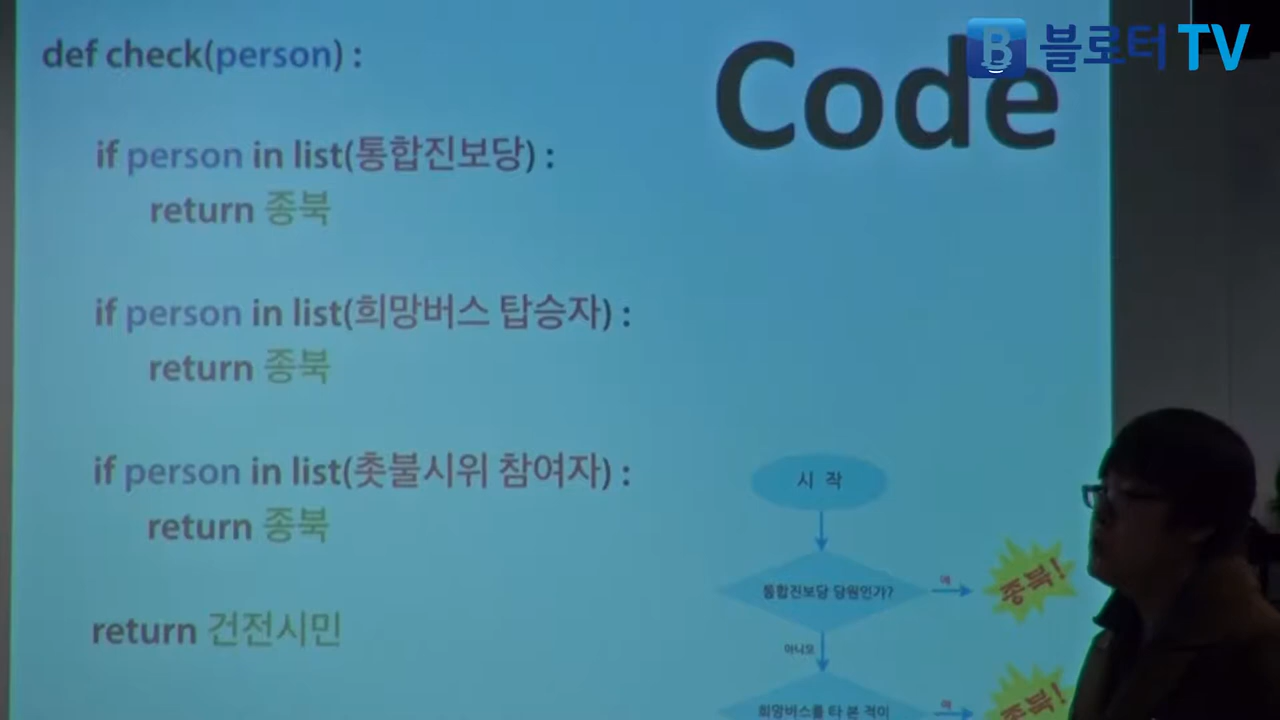 블로터 TV
Code
def check(person) :
if person in list(통합진보당) :
return 종북
if person in list(희망버스 탑승자) :
return 종북
if person in list(촛불시위 참여자) :
return 종북
return 건전시민
시 작
통합진보당 당원인가?
예
종북!
아니오
희망버스를 타 본 적이
예
종북!